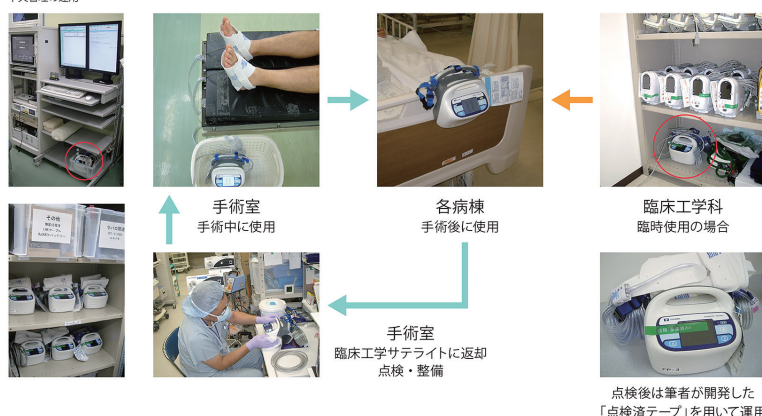 手術室
手術中に使用
各病棟
手術後に使用
臨床工学科
臨時使用の場合
その他
手術室
臨床工学サテライトに返却
点検・整備
点検後は筆者が開発した
「点検済テープ」を用いて運用